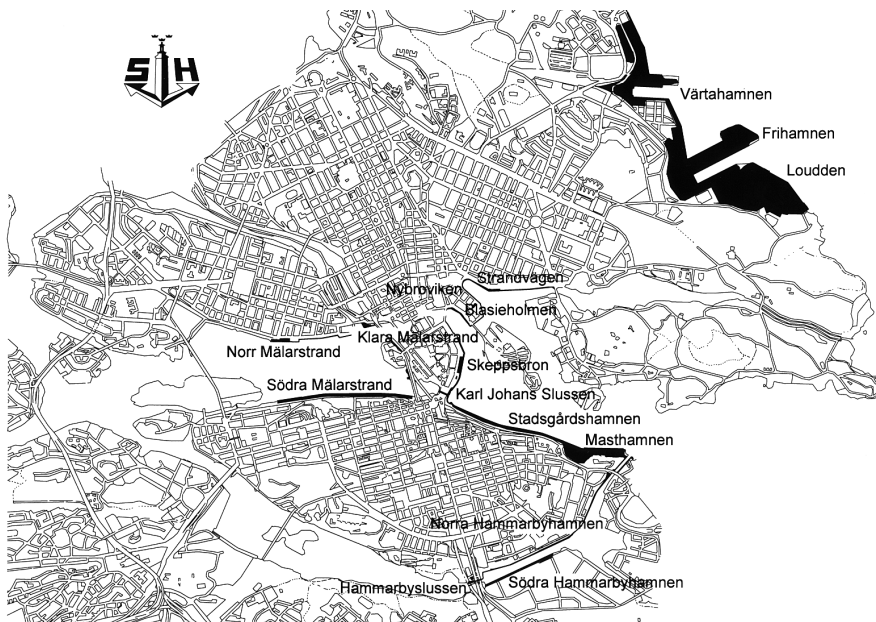 S H
Värtahamnen
Frihamnen
Loudden
Strandvägen
Nybroviken
Blasieholmen
Klara Mälarstrand
Norr Mälarstrand
Skeppsbron
Södra Mälarstrand
Karl Johans Slussen
Stadsgårdshamnen
Masthamnen
Norra Hammarbyhamnen
Hammarbyslussen
Södra Hammarbyhamnen